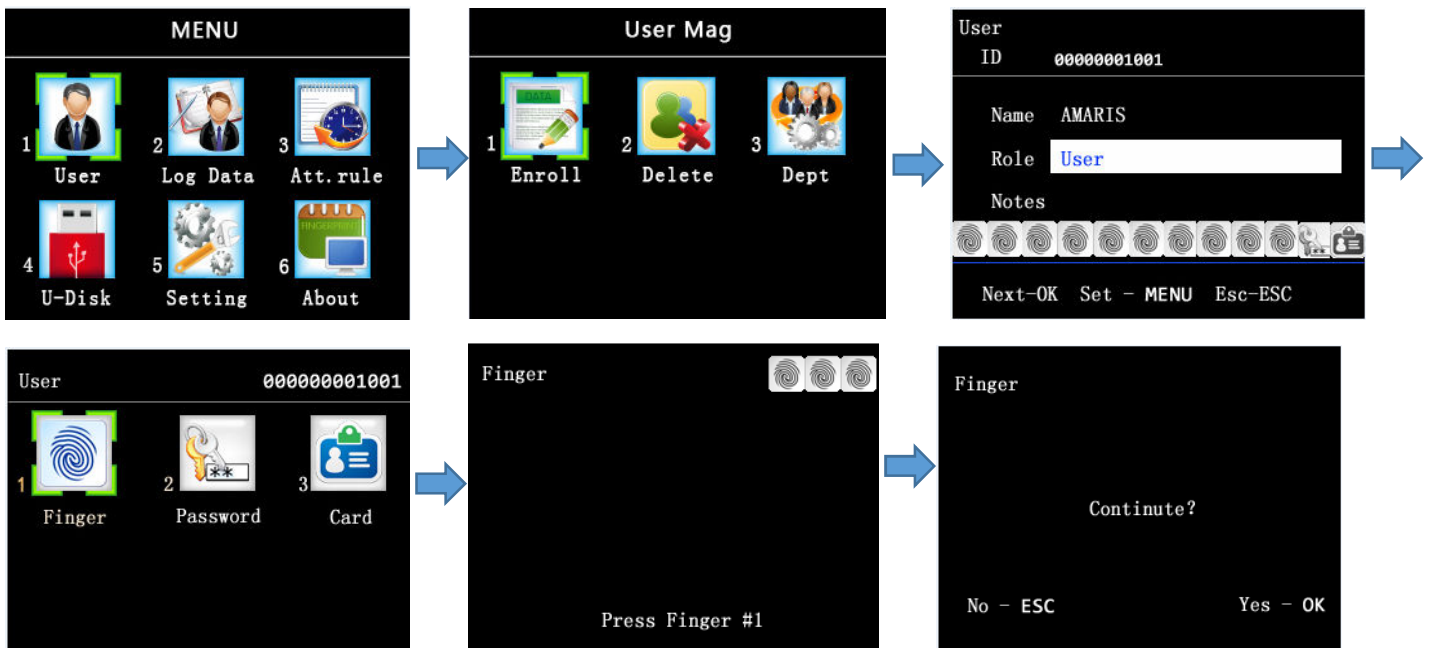 MENU
1 User
2 Log Data
3 Att.rule
4 U-Disk
5 Setting
FINGERPRINT
6 About
User Mag
DATA
1 Enroll
2 Delete
3 Dept
User
ID 00000001001
Name AMARIS
Role User
Notes
**
Next-OK Set - MENU Esc-ESC
User 000000001001
1 Finger
**
2 Password
3 Card
Finger
Press Finger #1
Finger
Continute?
No - ESC Yes - OK